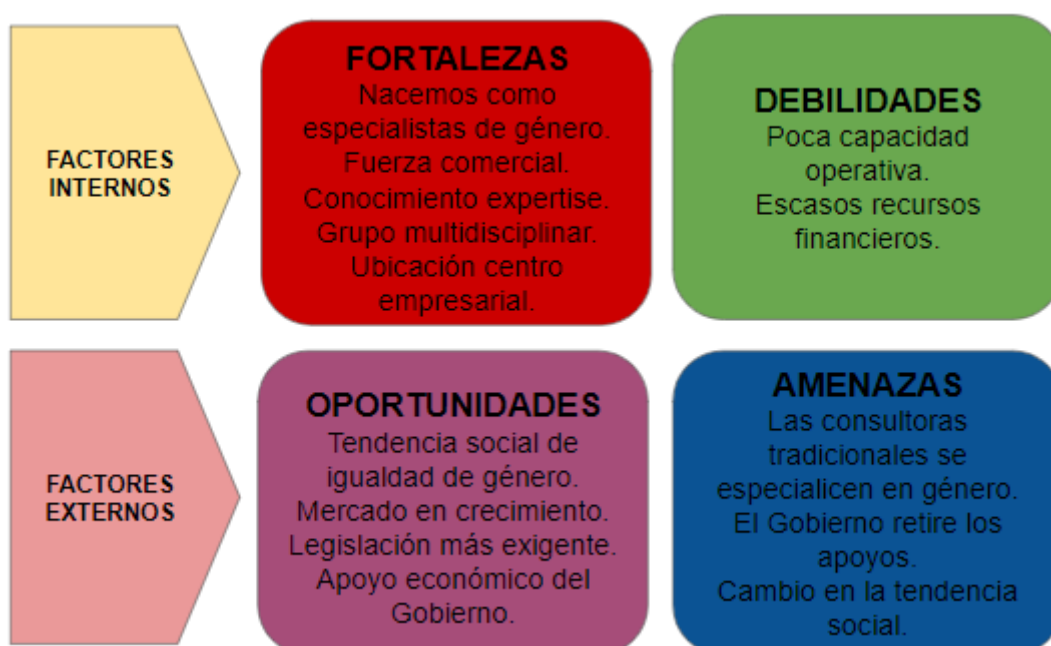 FACTORES
INTERNOS
FORTALEZAS
Nacemos como
especialistas de género.
Fuerza comercial.
Conocimiento expertise.
Grupo multidisciplinar.
Ubicación centro
empresarial.
DEBILIDADES
Poca capacidad
operativa.
Escasos recursos
financieros.
FACTORES
EXTERNOS
OPORTUNIDADES
Tendencia social de
igualdad de género.
Mercado en crecimiento.
Legislación más exigente.
Apoyo económico del
Gobierno.
AMENAZAS
Las consultoras
tradicionales se
especialicen en género.
El Gobierno retire los
apoyos.
Cambio en la tendencia
social.